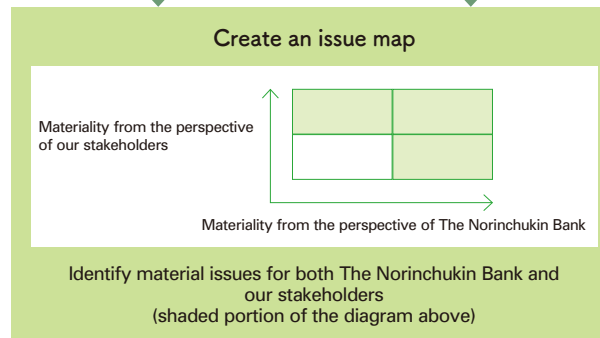 Create an issue map
Materiality from the perspective
of our stakeholders
Materiality from the perspective of The Norinchukin Bank
Identify material issues for both The Norinchukin Bank and
our stakeholders
(shaded portion of the diagram above)